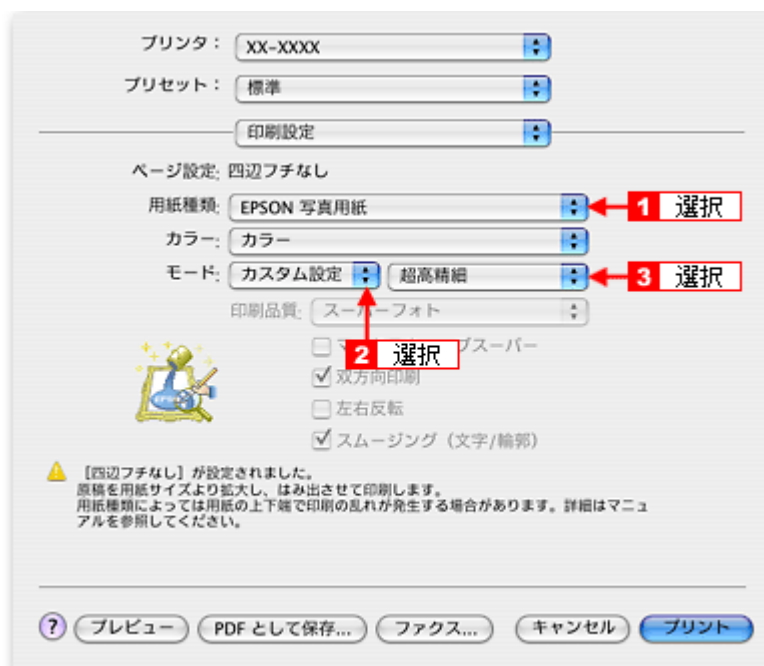 プリンタ： XX-XXXX
プリセット： 標準
印刷設定
ページ設定: 四辺フチなし
用紙種類: EPSON 写真用紙 1 選択
カラー: カラー
モード: カスタム設定 超高精細 3 選択
印刷品質: スーパーフォト
2 選択 ブスーパー
双方向印刷
左右反転
スムージング（文字/輪郭）
［四辺フチなし］が設定されました。
原稿を用紙サイズより拡大し、はみ出させて印刷します。
用紙種類によっては用紙の上下端で印刷の乱れが発生する場合があります。詳細はマニュ
アルを参照してください。
? プレビュー PDF として保存... ファクス... キャンセル プリント